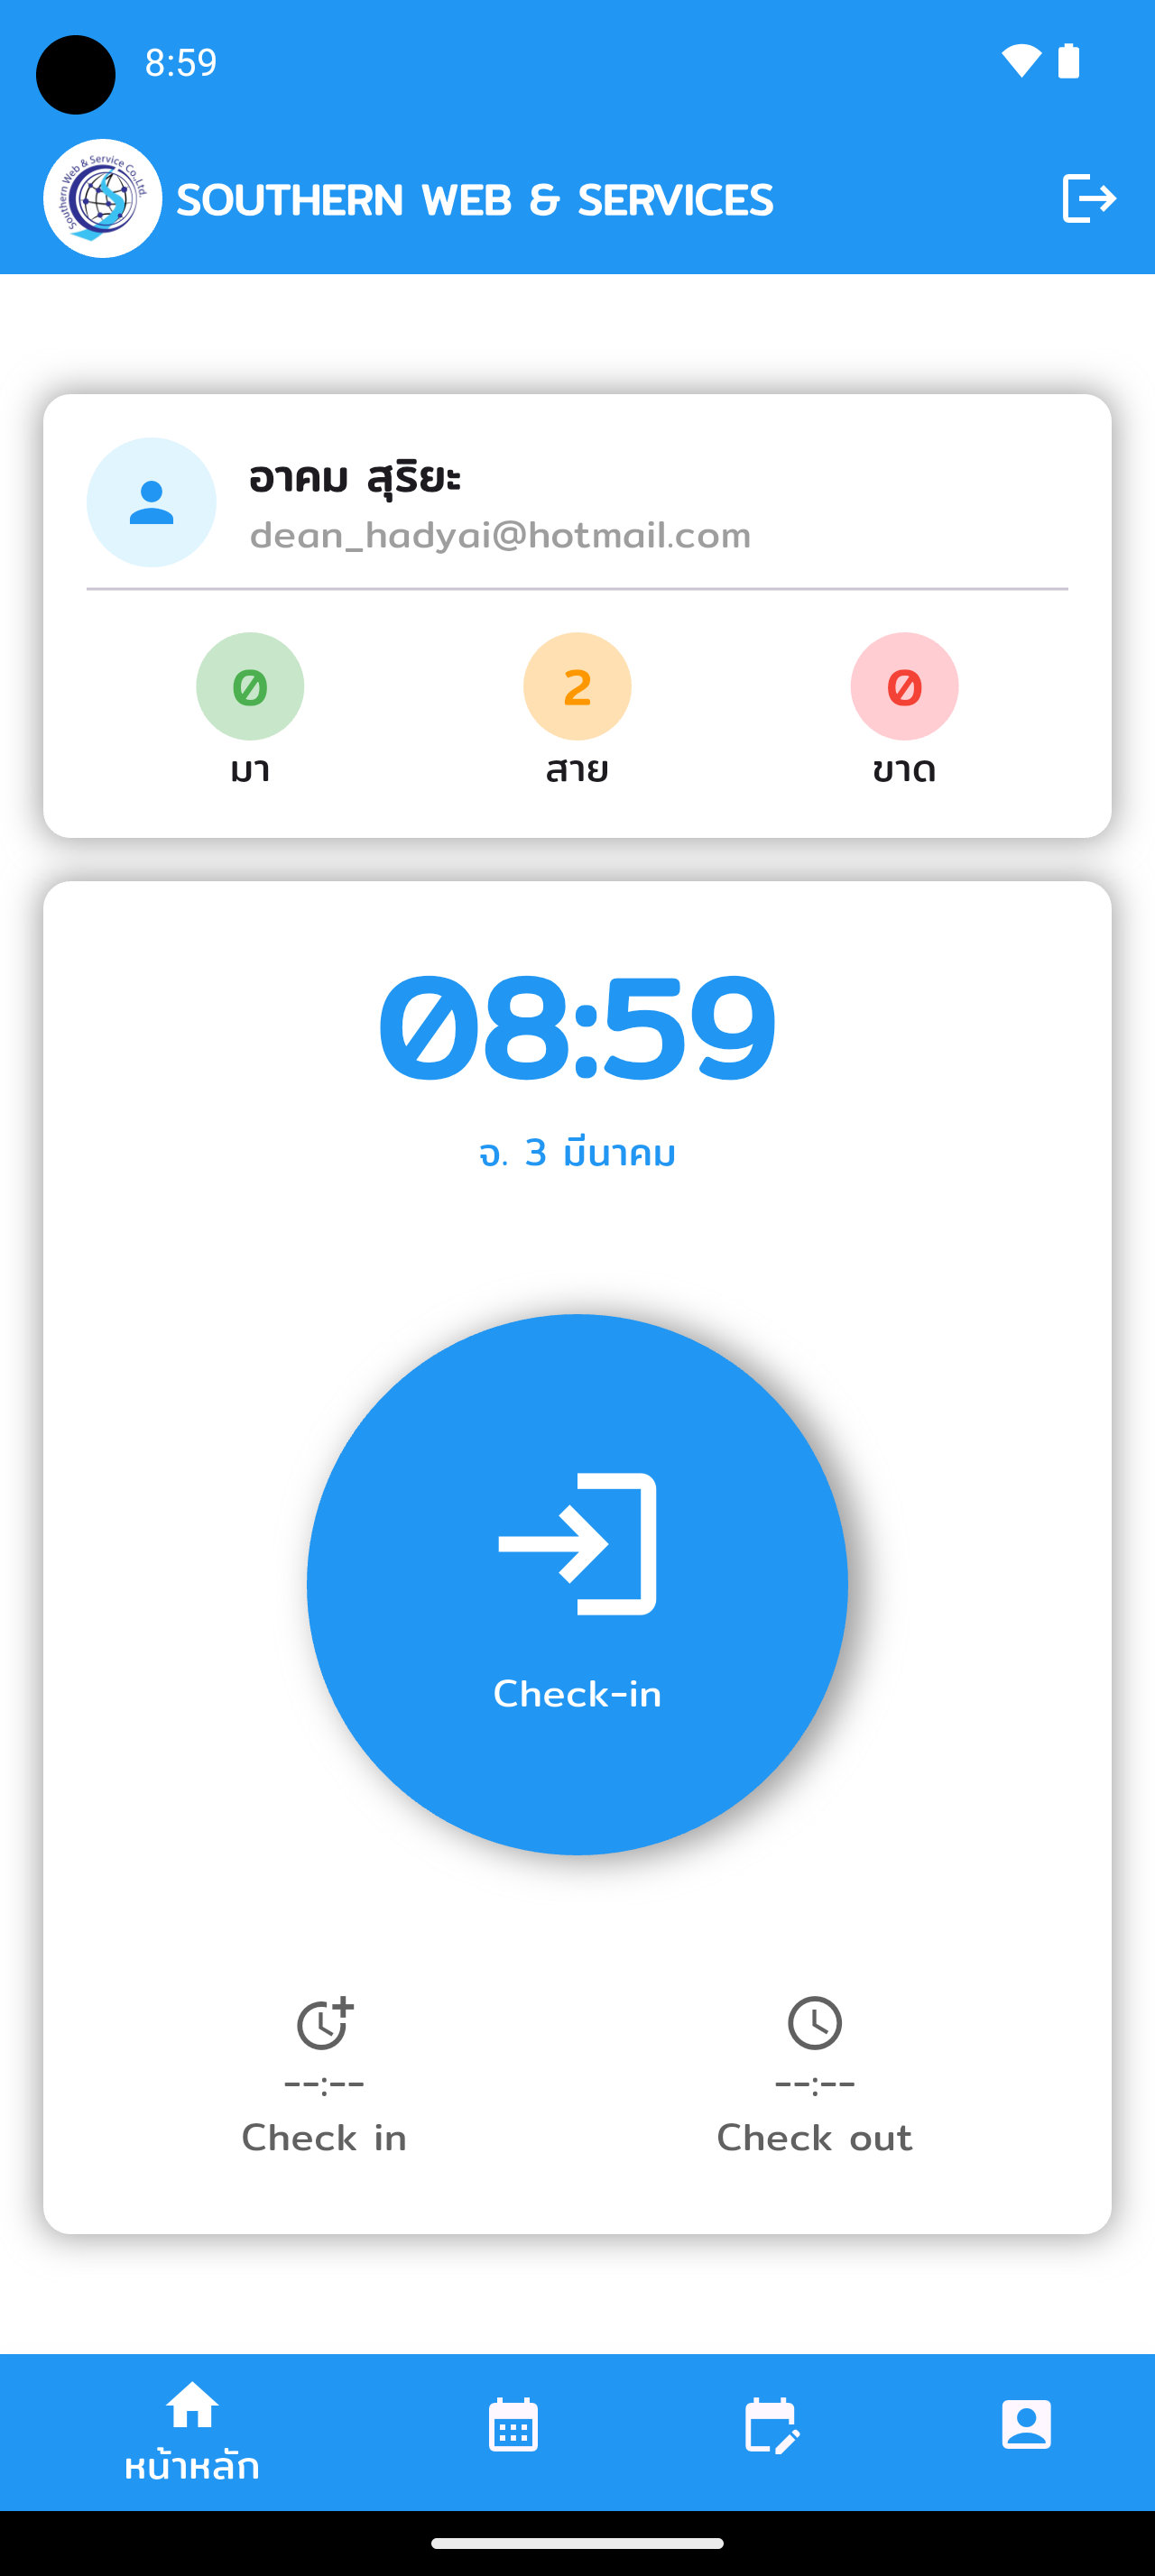 8:59
Southern Web & Service Co.,Ltd.
SOUTHERN WEB & SERVICES
อาคม สุริยะ
dean_hadyai@hotmail.com
0 2 0
มา สาย ขาด
08:59
จ. 3 มีนาคม
Check-in
--:-- --:--
Check in Check out
หน้าหลัก